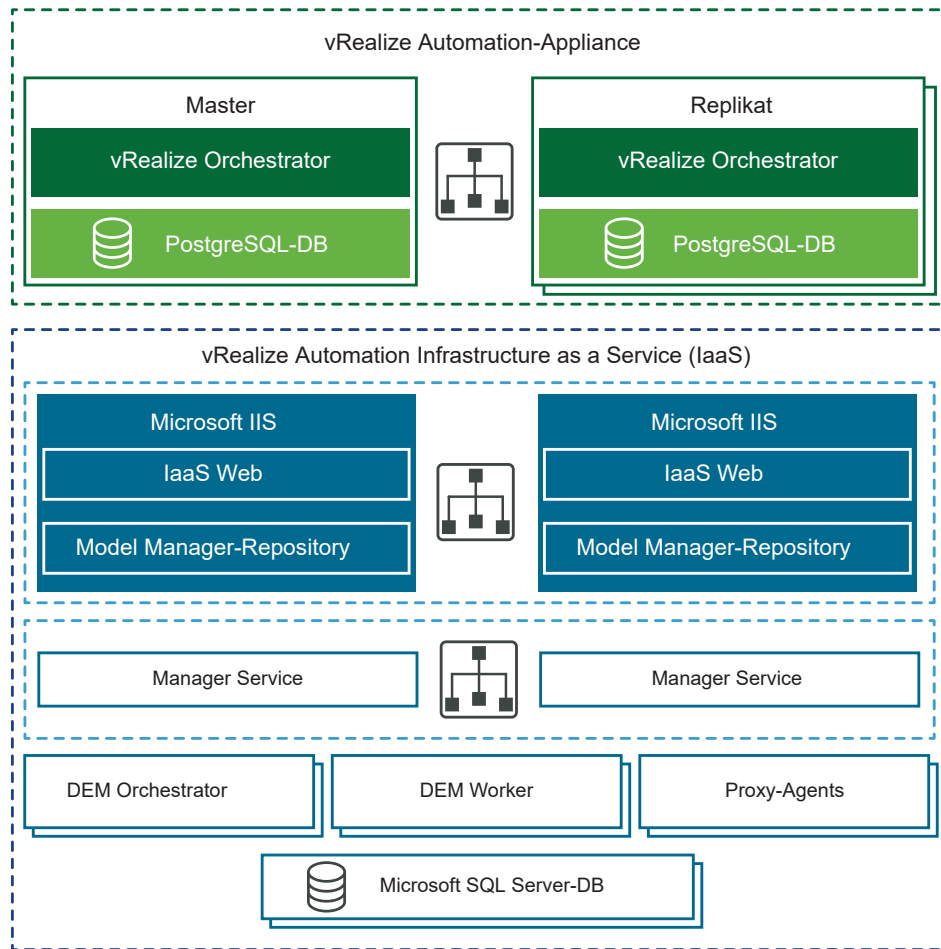 vRealize Automation-Appliance
Master
Replikat
vRealize Orchestrator
vRealize Orchestrator
PostgreSQL-DB
PostgreSQL-DB
vRealize Automation Infrastructure as a Service (IaaS)
Microsoft IIS
Microsoft IIS
IaaS Web
IaaS Web
Model Manager-Repository
Model Manager-Repository
Manager Service
Manager Service
DEM Orchestrator
DEM Worker
Proxy-Agents
Microsoft SQL Server-DB